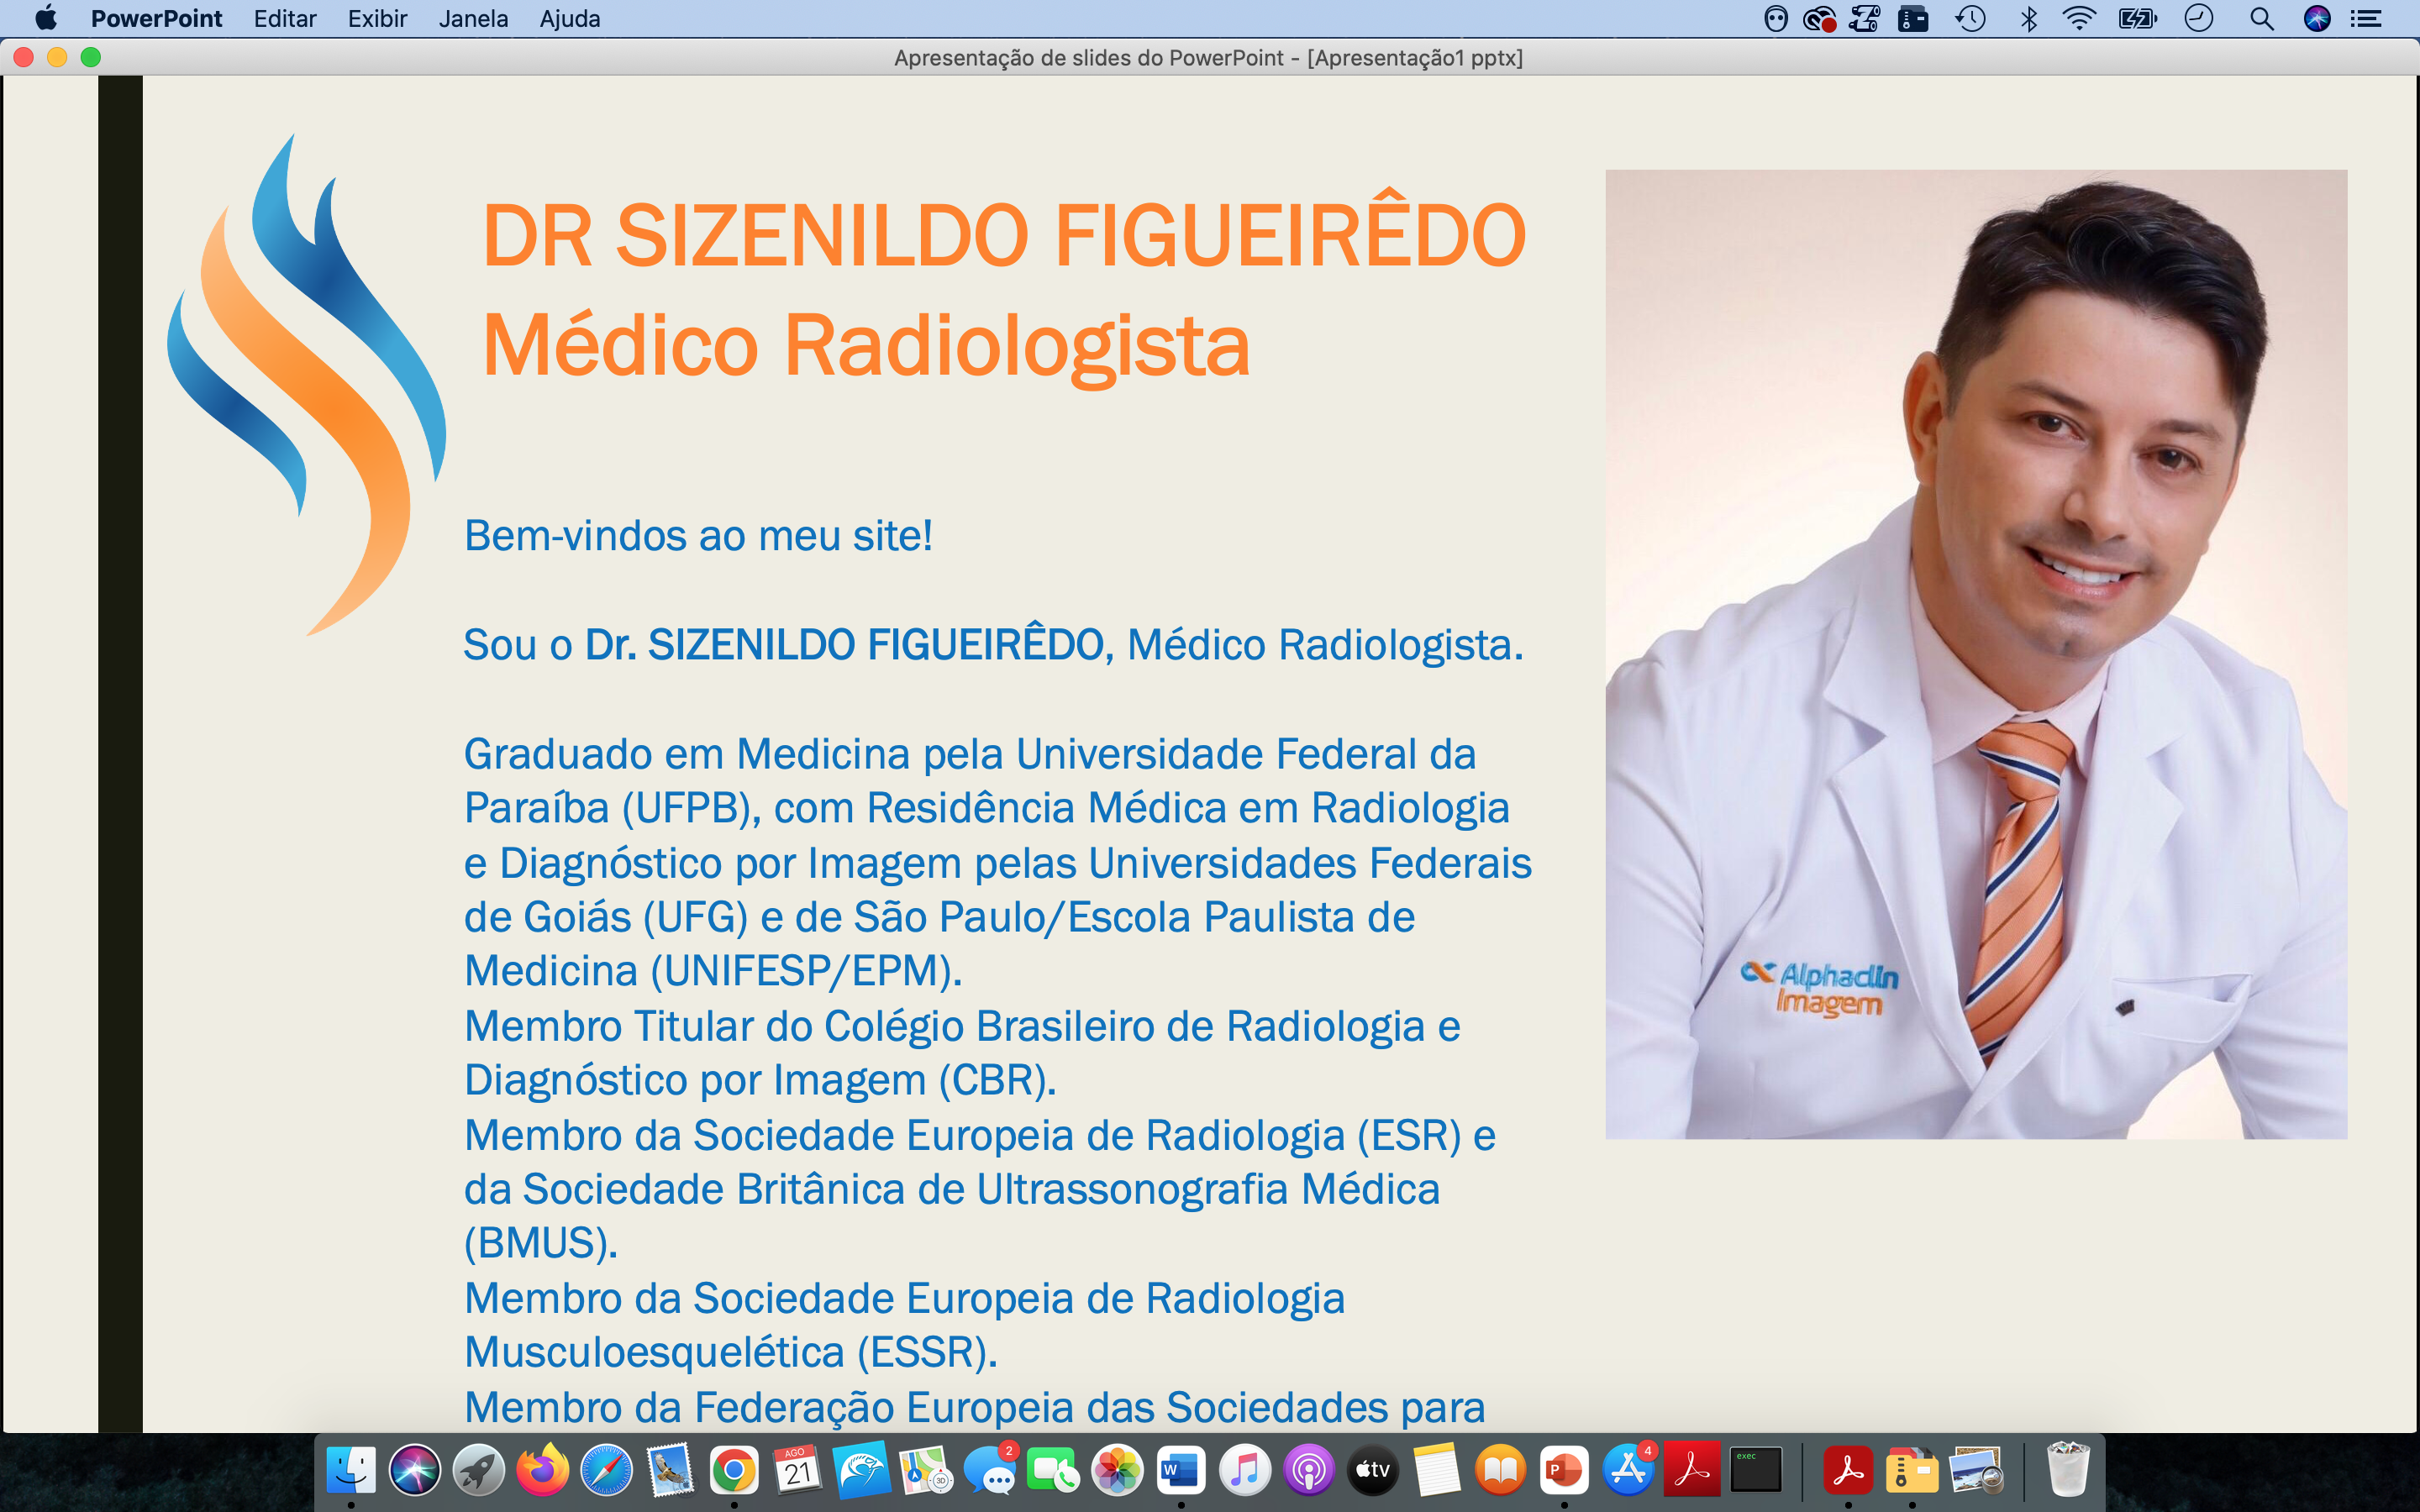 PowerPoint Editar Exibir Janela Ajuda
Apresentação de slides do PowerPoint - [Apresentação1 pptx]
DR SIZENILDO FIGUEIRÊDO
Médico Radiologista
Bem-vindos ao meu site!
Sou o Dr. SIZENILDO FIGUEIRÊDO, Médico Radiologista.
Graduado em Medicina pela Universidade Federal da
Paraíba (UFPB), com Residência Médica em Radiologia
e Diagnóstico por Imagem pelas Universidades Federais
de Goiás (UFG) e de São Paulo/Escola Paulista de
Medicina (UNIFESP/EPM).
Membro Titular do Colégio Brasileiro de Radiologia e
Diagnóstico por Imagem (CBR).
Membro da Sociedade Europeia de Radiologia (ESR) e
da Sociedade Britânica de Ultrassonografia Médica
(BMUS).
Membro da Sociedade Europeia de Radiologia
Musculoesquelética (ESSR).
Membro da Federação Europeia das Sociedades para
Alphaclin
Imagem
AGO
21
3D
2
W
tv
P
4
exec